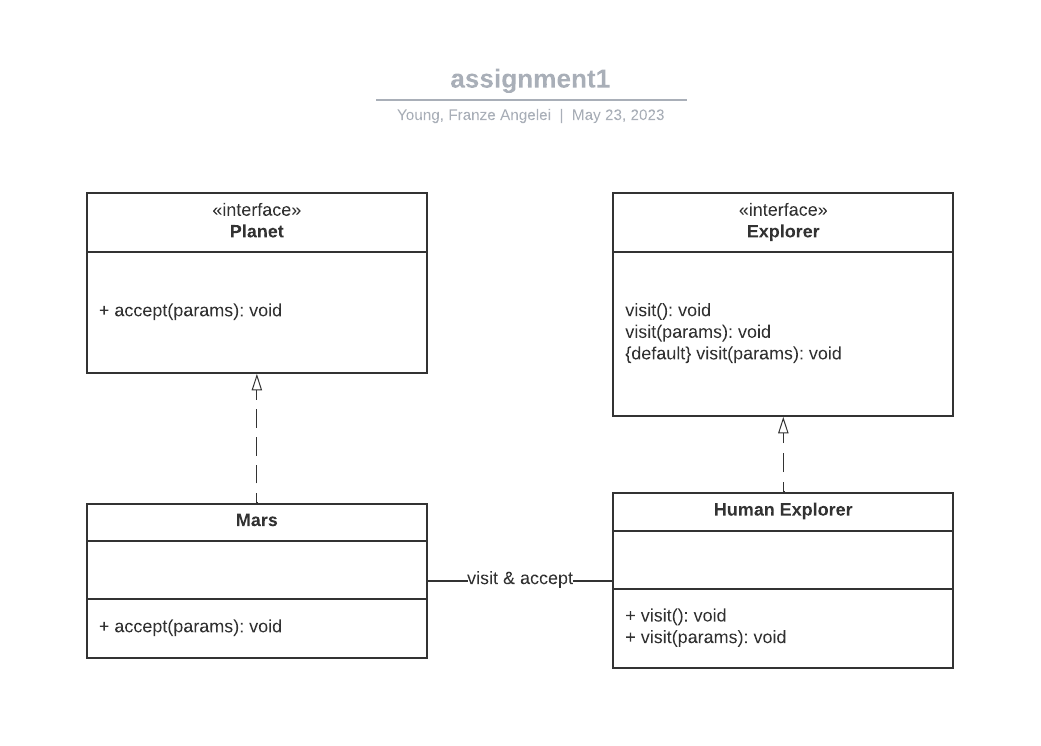 assignment1
Young, Franze Angelei | May 23, 2023
«interface»
Planet
+ accept(params): void
«interface»
Explorer
visit(): void
visit(params): void
{default} visit(params): void
Mars
+ accept(params): void
visit & accept
Human Explorer
+ visit(): void
+ visit(params): void